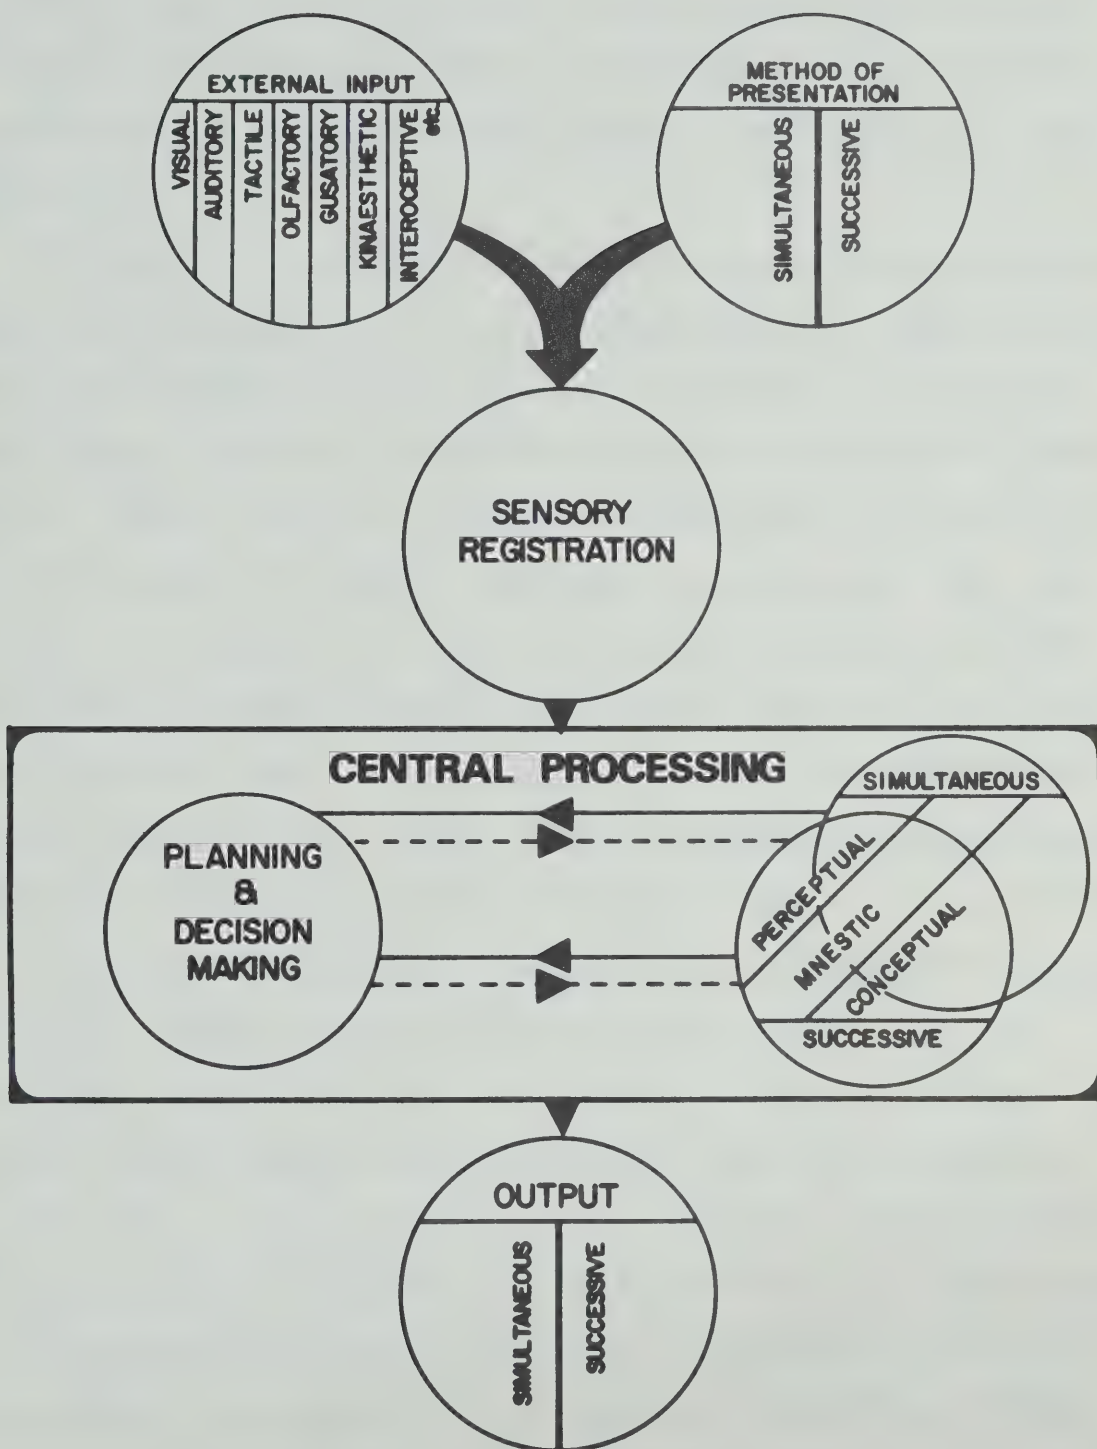 EXTERNAL INPUT
VISUAL
AUDITORY
TACTILE
OLFACTORY
GUSATORY
KINAESTHETIC
INTEROCEPTIVE
etc.
METHOD OF
PRESENTATION
SIMULTANEOUS
SUCCESSIVE
SENSORY
REGISTRATION
CENTRAL PROCESSING
PLANNING
&
DECISION
MAKING
SIMULTANEOUS
PERCEPTUAL
MNESTIC
CONCEPTUAL
SUCCESSIVE
OUTPUT
SIMULTANEOUS
SUCCESSIVE